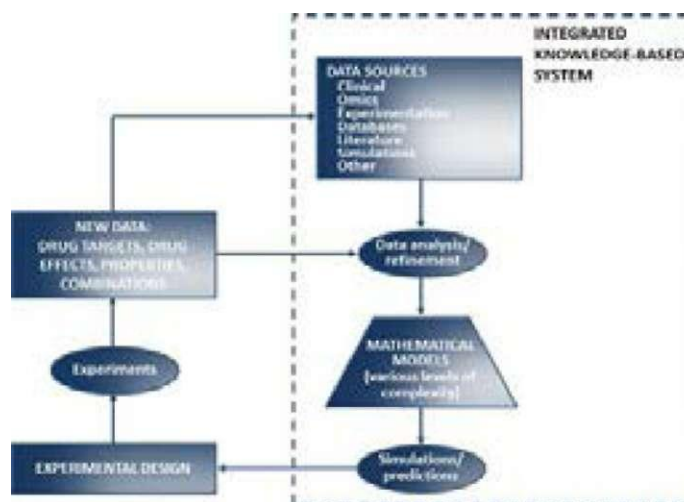 INTEGRATED
KNOWLEDGE-BASED
SYSTEM
DATA SOURCES
Clinical
Omics
Experimentation
Databases
Literature
Simulations
Other
NEW DATA:
DRUG TARGETS, DRUG
EFFECTS, PROPERTIES,
COMBINATIONS
Data analysis/
refinement
MATHEMATICAL
MODELS
(various levels of
complexity)
Experiments
EXPERIMENTAL DESIGN
Simulations/
predictions